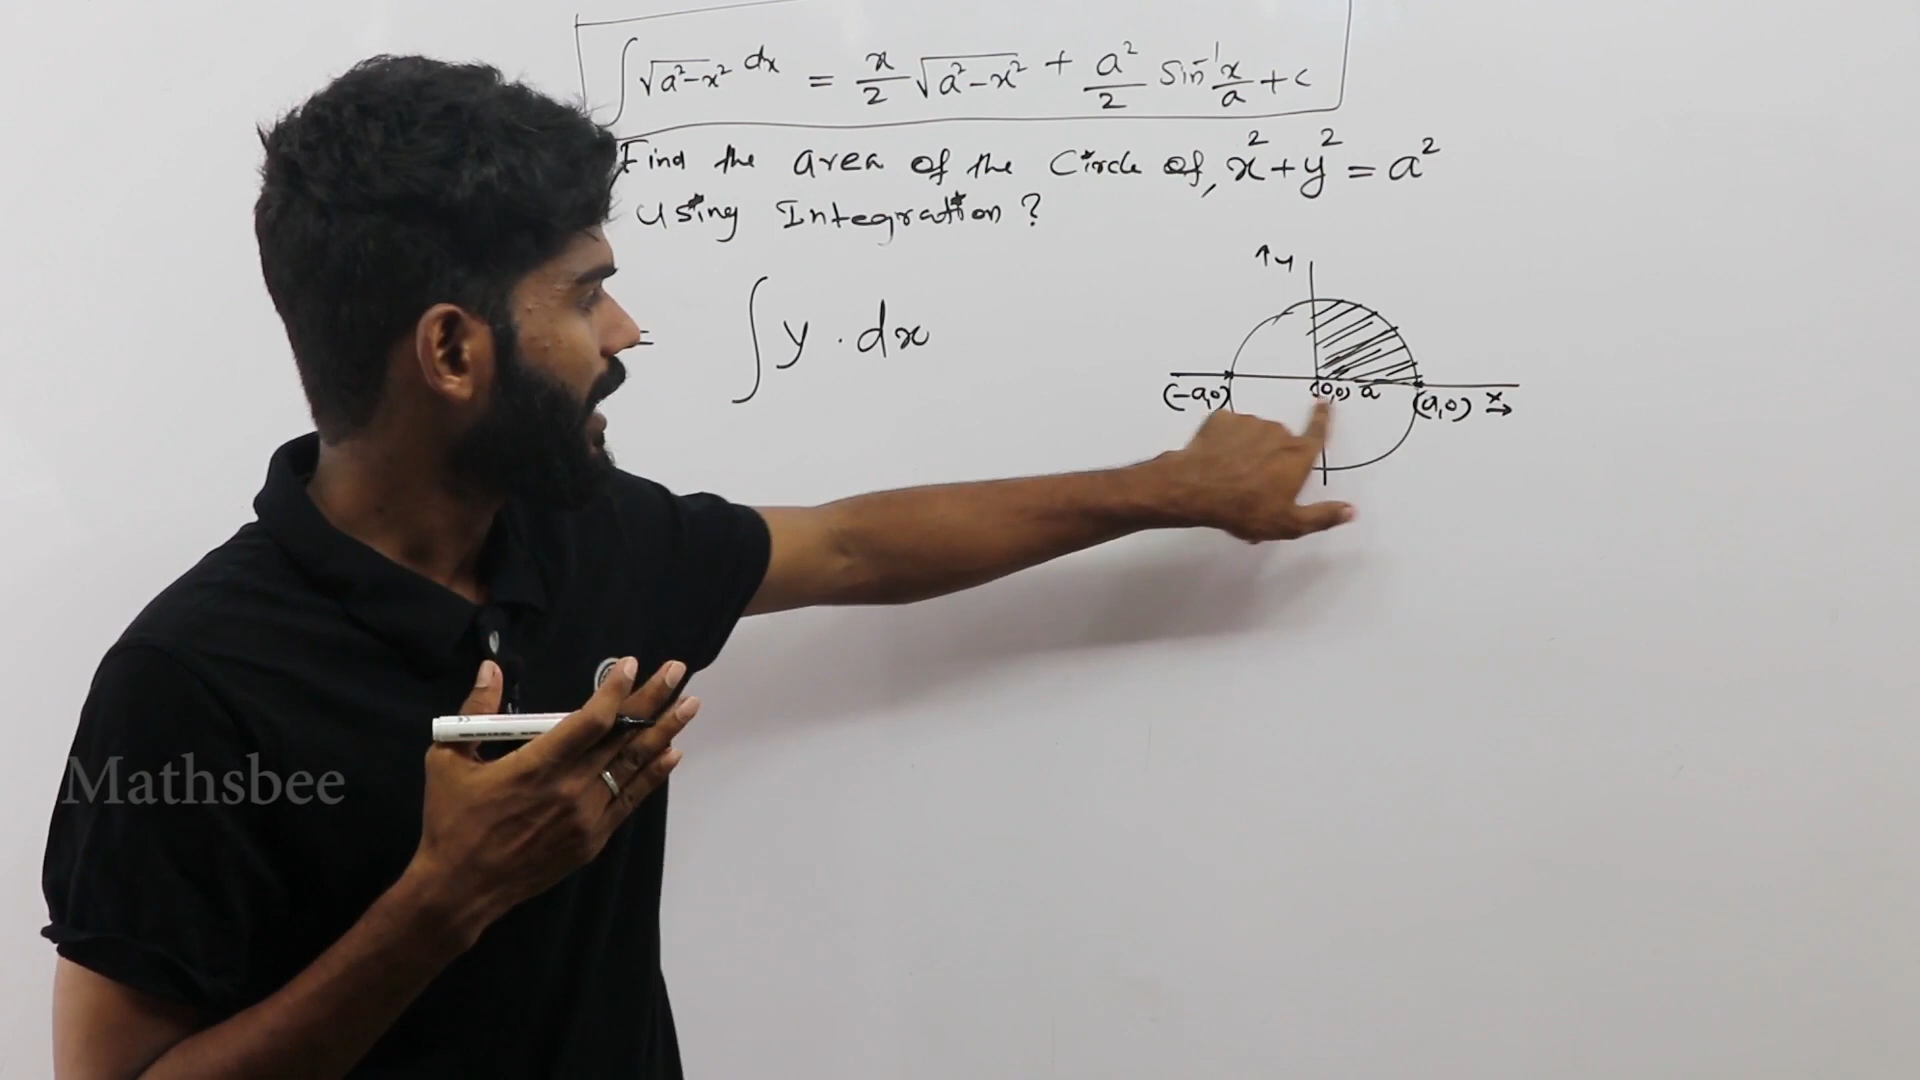 ∫√a²-x² dx = x/2 √a²-x² + a²/2 Sin⁻¹ x/a + c
Find the area of the Circle of, x²+y² = a²
Using Integration?
= ∫ y . dx
↑y
(-a,0) (0,0) a (a,0) x→
Mathsbee